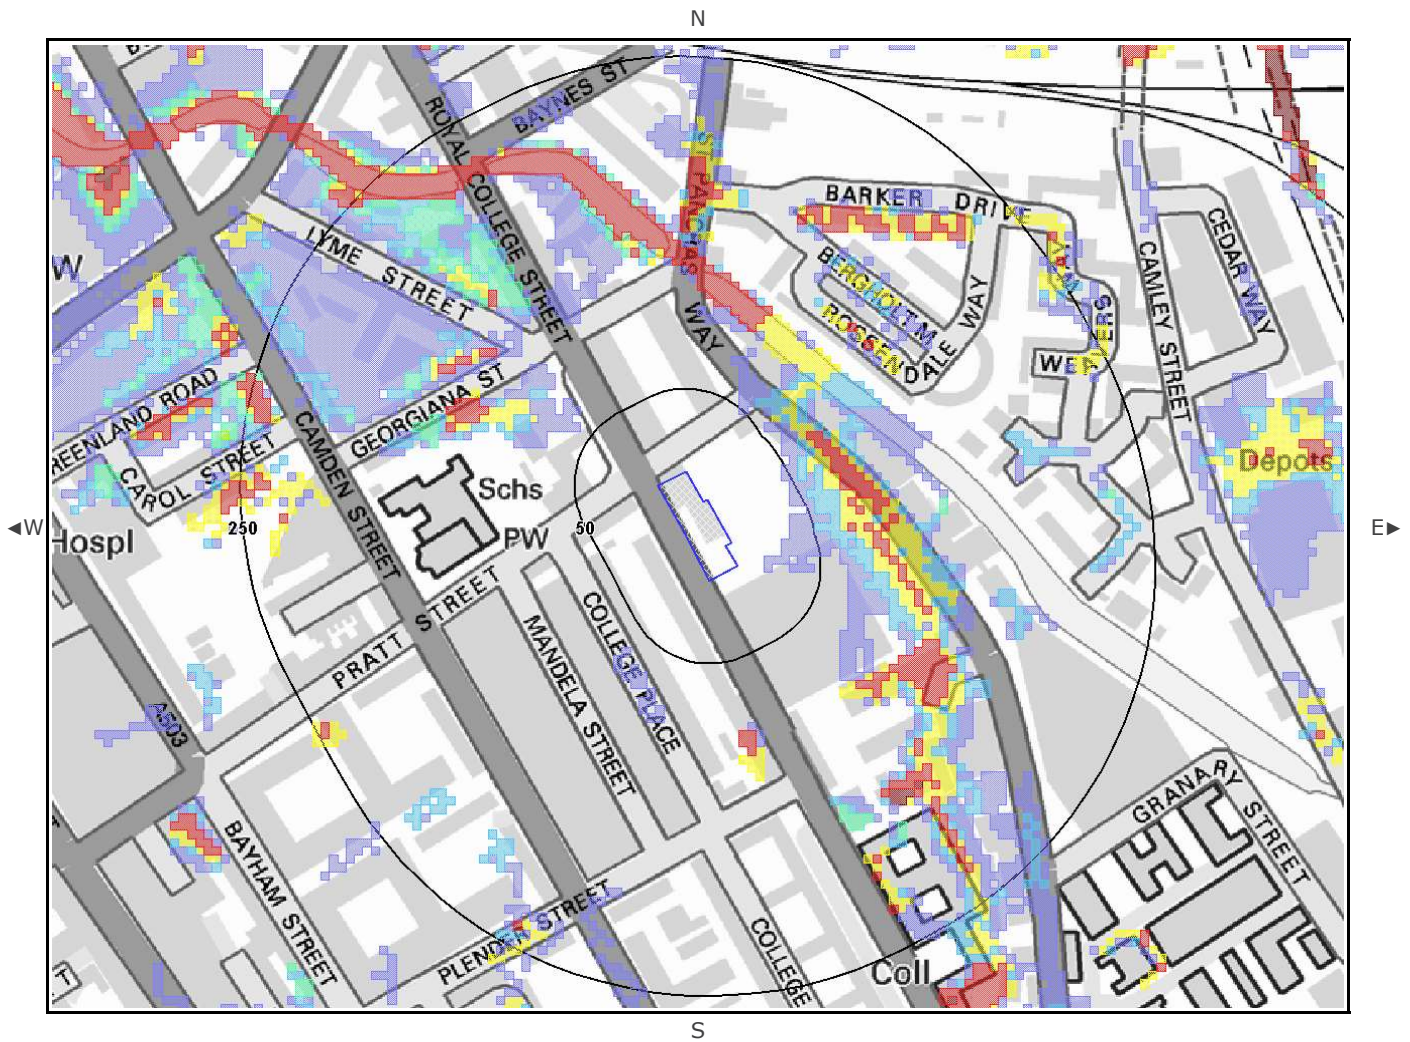 N
ROYAL COLLEGE STREET
BAYNES ST
ST PANCRAS WAY
BARKER DRIVE
CEDAR WAY
CAMLEY STREET
LYME STREET
BERGHOLT M
ROSSENDALE WAY
WEAVERS
W
GEORGIANA ST
CAROL STREET
CAMDEN STREET
Depots
Schs
PW
Hospl
250
50
◄W
E►
PRATT STREET
COLLEGE PLACE
MANDELA STREET
A503
GRANARY STREET
BAYHAM STREET
PLENDER STREET
COLLEGE
Coll
S